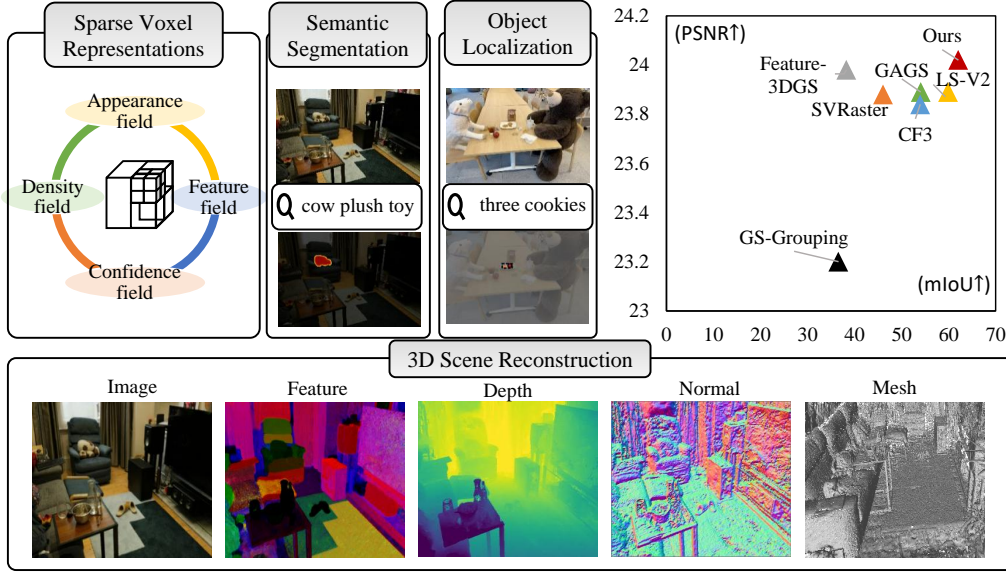 Sparse Voxel
Representations
Appearance
field
Density
field
Feature
field
Confidence
field
Semantic
Segmentation
cow plush toy
Object
Localization
three cookies
24.2
24
23.8
23.6
23.4
23.2
23
(PSNR↑)
Ours
Feature-
3DGS
GAGS
LS-V2
SVRaster
CF3
GS-Grouping
(mIoU↑)
0 10 20 30 40 50 60 70
3D Scene Reconstruction
Image Feature Depth Normal Mesh